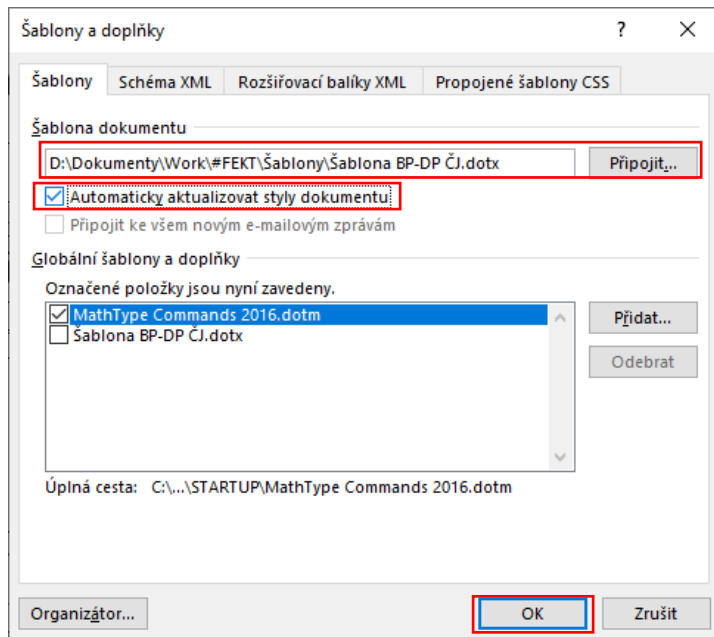 Šablony a doplňky
?
Šablony Schéma XML Rozšiřovací balíky XML Propojené šablony CSS
Šablona dokumentu
D:\Dokumenty\Work\#FEKT\Šablony\Šablona BP-DP ČJ.dotx Připojit...
Automaticky aktualizovat styly dokumentu
Připojit ke všem novým e-mailovým zprávám
Globální šablony a doplňky
Označené položky jsou nyní zavedeny.
MathType Commands 2016.dotm Přidat...
Šablona BP-DP ČJ.dotx
Odebrat
Úplná cesta: C:\...\STARTUP\MathType Commands 2016.dotm
Organizátor... OK Zrušit